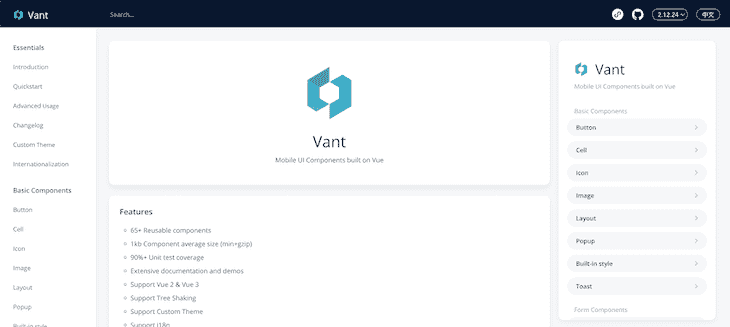 Vant
Search...
2.12.24
中文
Essentials
Introduction
Quickstart
Advanced Usage
Changelog
Custom Theme
Internationalization
Basic Components
Button
Cell
Icon
Image
Layout
Popup
Built-in style
Vant
Mobile UI Components built on Vue
Features
65+ Reusable components
1kb Component average size (min+gzip)
90%+ Unit test coverage
Extensive documentation and demos
Support Vue 2 & Vue 3
Support Tree Shaking
Support Custom Theme
Support i18n
Vant
Mobile UI Components built on Vue
Basic Components
Button
Cell
Icon
Image
Layout
Popup
Built-in style
Toast
Form Components